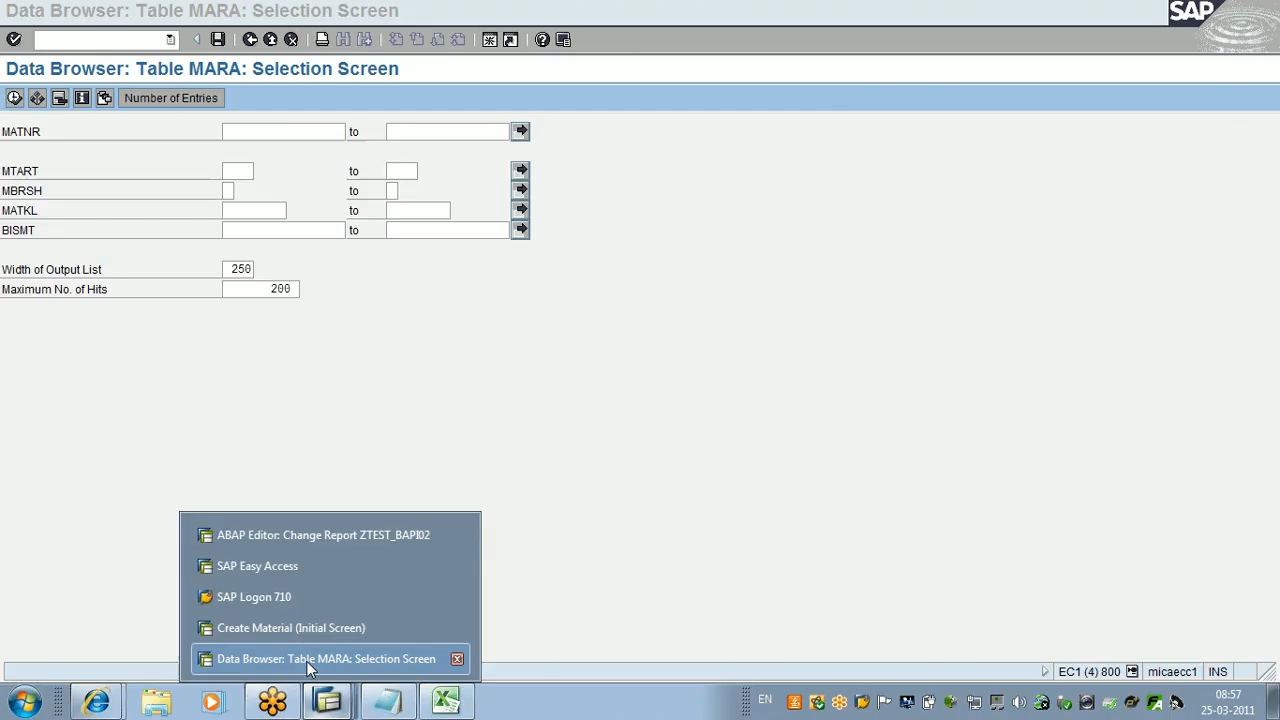 Data Browser: Table MARA: Selection Screen
SAP
Data Browser: Table MARA: Selection Screen
Number of Entries
MATNR to
MTART to
MBRSH to
MATKL to
BISMT to
Width of Output List 250
Maximum No. of Hits 200
ABAP Editor: Change Report ZTEST_BAPI02
SAP Easy Access
SAP Logon 710
Create Material (Initial Screen)
Data Browser: Table MARA: Selection Screen
EC1 (4) 800 micaecc1 INS
EN 08:57
25-03-2011